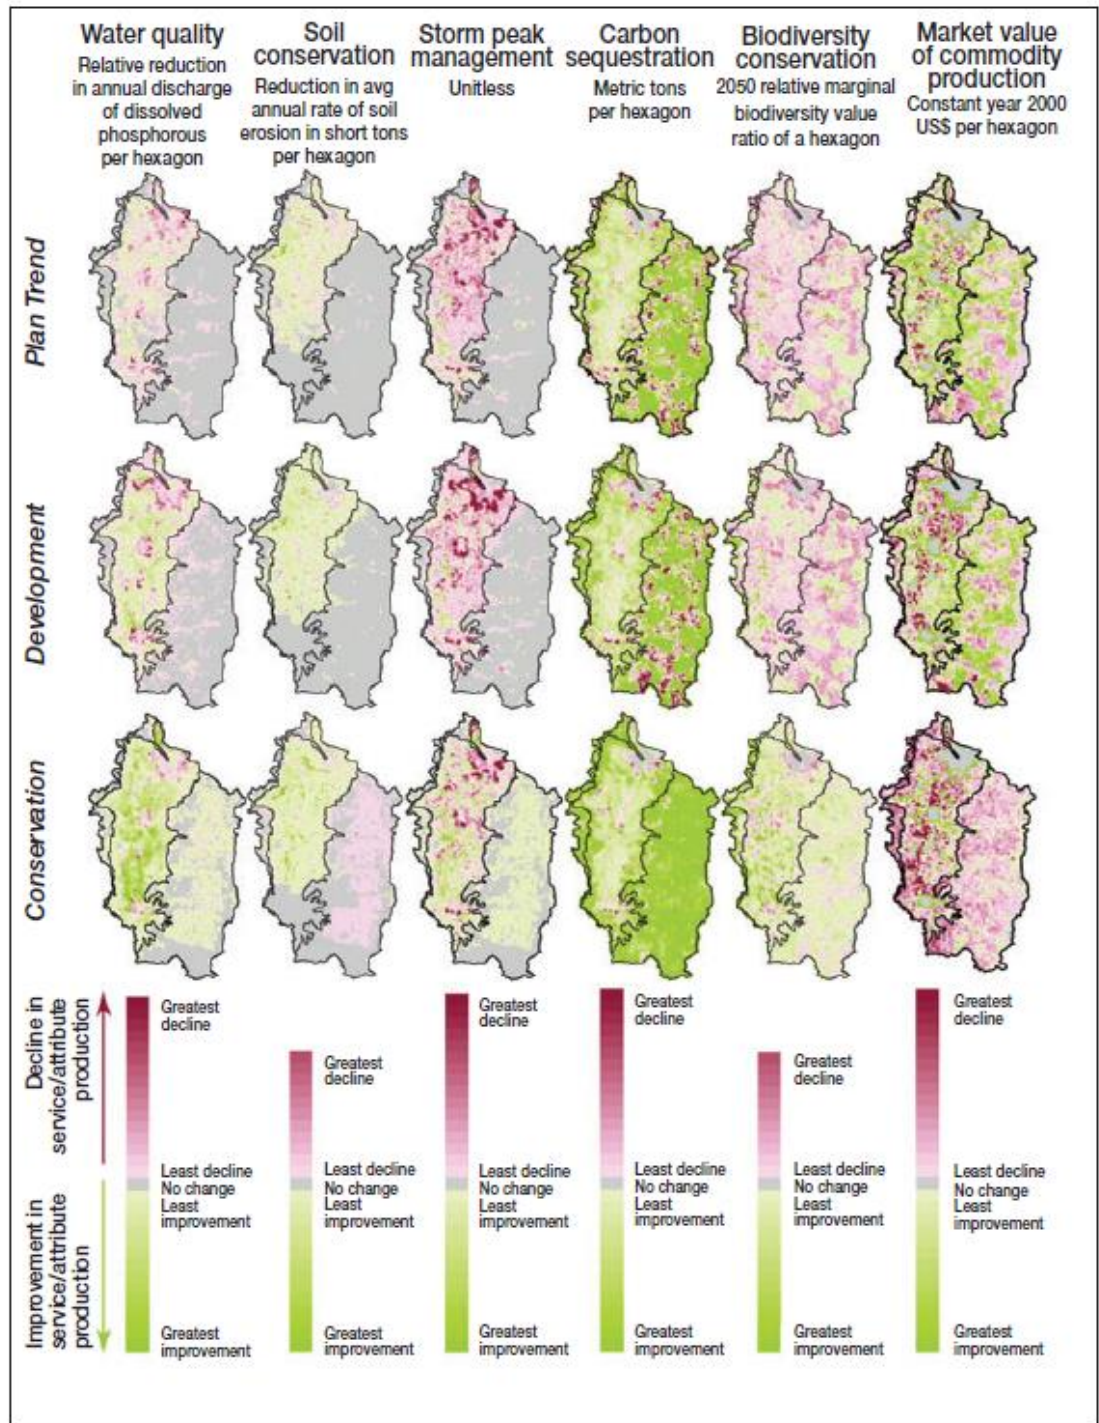 Water quality
Relative reduction
in annual discharge
of dissolved
phosphorous
per hexagon
Soil
conservation
Reduction in avg
annual rate of soil
erosion in short tons
per hexagon
Storm peak
management
Unitless
Carbon
sequestration
Metric tons
per hexagon
Biodiversity
conservation
2050 relative marginal
biodiversity value
ratio of a hexagon
Market value
of commodity
production
Constant year 2000
US$ per hexagon
Plan Trend
Development
Conservation
Decline in
service/attribute
production
Improvement in
service/attribute
production
Greatest
decline
Least decline
No change
Least
improvement
Greatest
improvement
Greatest
decline
Least decline
No change
Least
improvement
Greatest
improvement
Greatest
decline
Least decline
No change
Least
improvement
Greatest
improvement
Greatest
decline
Least decline
No change
Least
improvement
Greatest
improvement
Greatest
decline
Least decline
No change
Least
improvement
Greatest
improvement
Greatest
decline
Least decline
No change
Least
improvement
Greatest
improvement